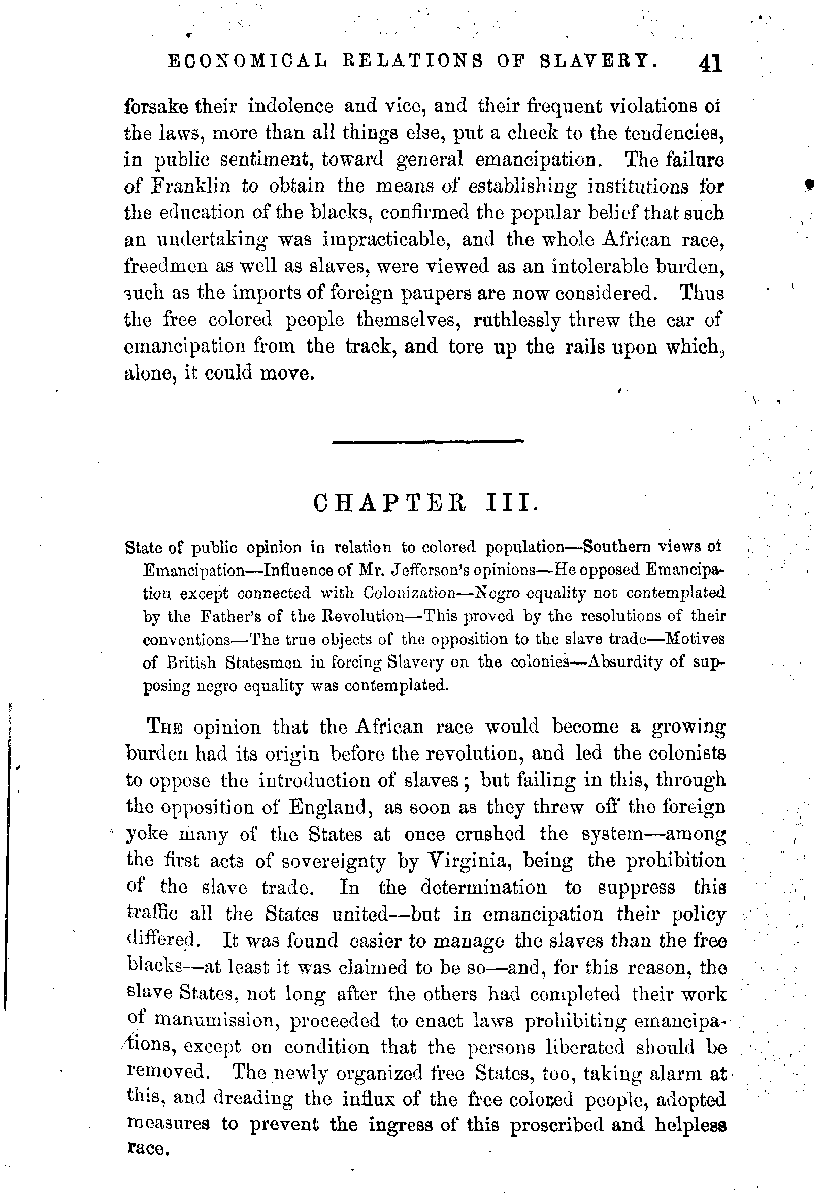 ECONOMICAL RELATIONS OF SLAVERY. 41
forsake their indolence and vice, and their frequent violations of
the laws, more than all things else, put a check to the tendencies,
in public sentiment, toward general emancipation. The failure
of Franklin to obtain the means of establishing institutions for
the education of the blacks, confirmed the popular belief that such
an undertaking was impracticable, and the whole African race,
freedmen as well as slaves, were viewed as an intolerable burden,
such as the imports of foreign paupers are now considered. Thus
the free colored people themselves, ruthlessly threw the car of
emancipation from the track, and tore up the rails upon which,
alone, it could move.
CHAPTER III.
State of public opinion in relation to colored population—Southern views of
Emancipation—Influence of Mr. Jefferson's opinions—He opposed Emancipa-
tion except connected with Colonization—Negro equality not contemplated
by the Father's of the Revolution—This proved by the resolutions of their
conventions—The true objects of the opposition to the slave trade—Motives
of British Statesmen in forcing Slavery on the colonies—Absurdity of sup-
posing negro equality was contemplated.
THE opinion that the African race would become a growing
burden had its origin before the revolution, and led the colonists
to oppose the introduction of slaves; but failing in this, through
the opposition of England, as soon as they threw off the foreign
yoke many of the States at once crushed the system—among
the first acts of sovereignty by Virginia, being the prohibition
of the slave trade. In the determination to suppress this
traffic all the States united—but in emancipation their policy
differed. It was found easier to manage the slaves than the free
blacks—at least it was claimed to be so—and, for this reason, the
slave States, not long after the others had completed their work
of manumission, proceeded to enact laws prohibiting emancipa-
tions, except on condition that the persons liberated should be
removed. The newly organized free States, too, taking alarm at
this, and dreading the influx of the free colored people, adopted
measures to prevent the ingress of this proscribed and helpless
race.